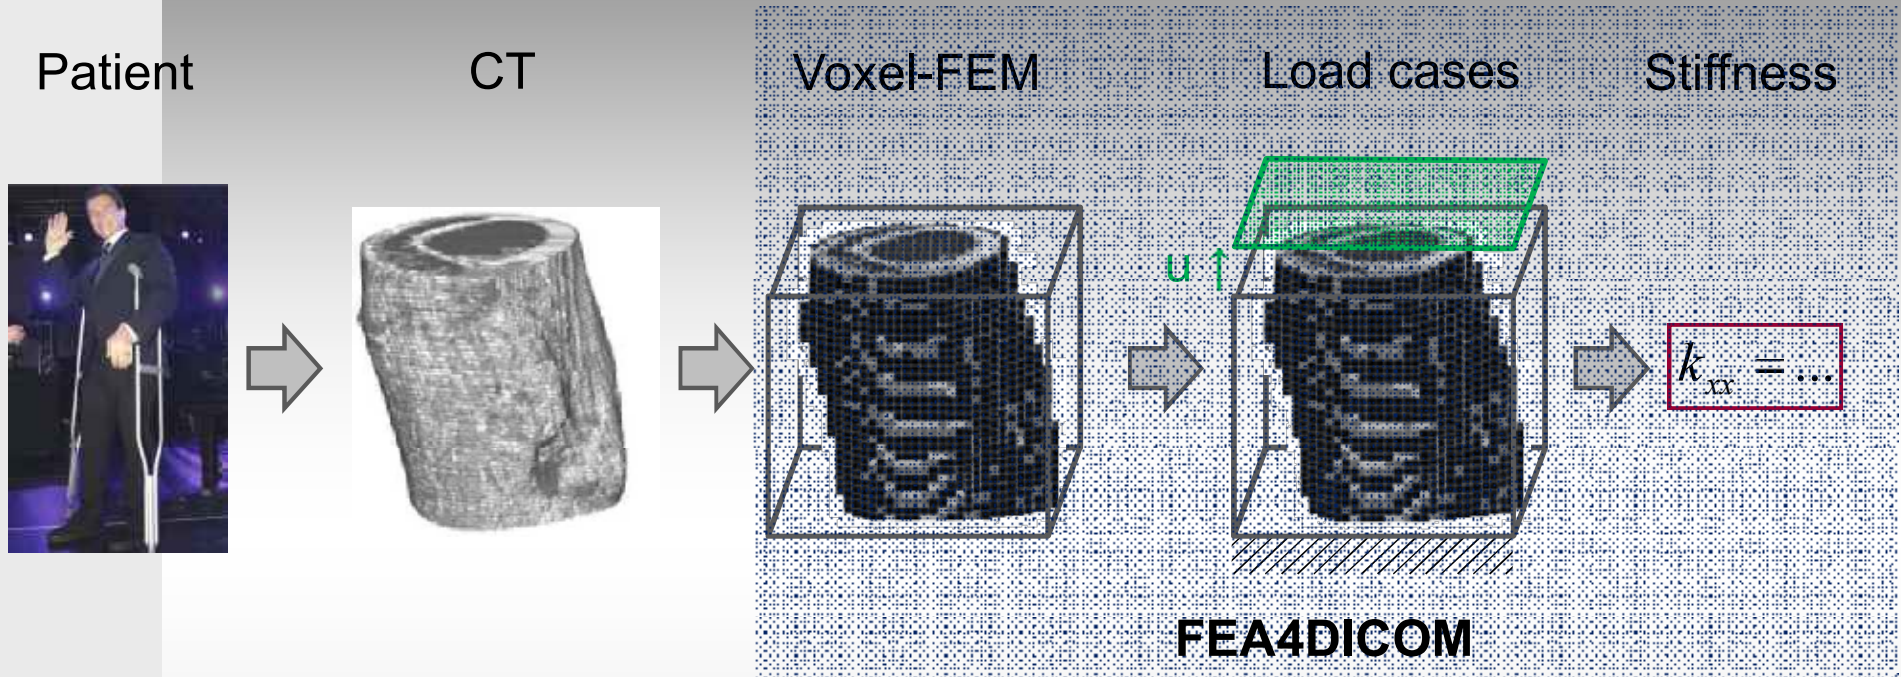 Patient
CT
Voxel-FEM
Load cases
Stiffness
u ↑
k_xx = ...
FEA4DICOM